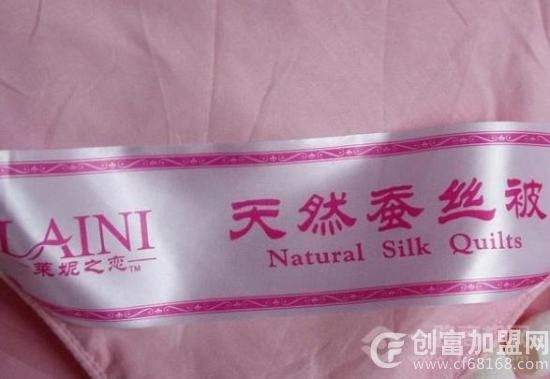 LAINI
莱妮之恋TM
天然蚕丝被
Natural Silk Quilts
创富加盟网
www.cf68168.com